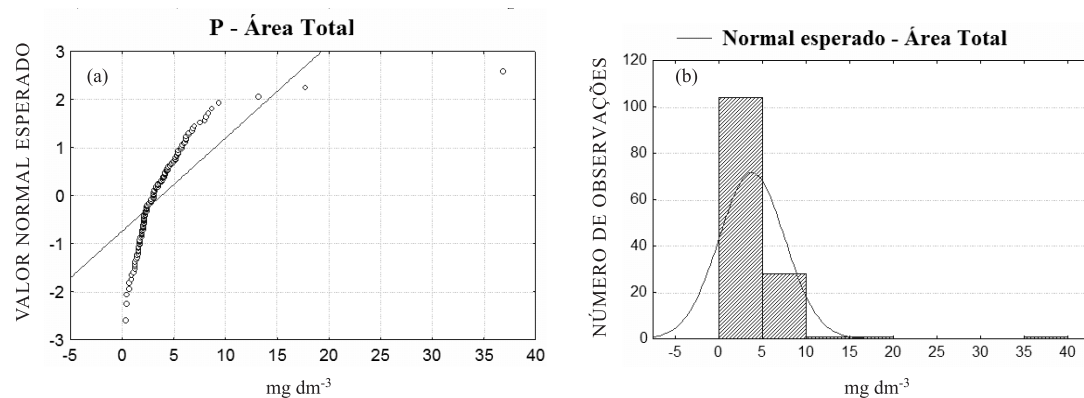 P - Área Total
(a)
VALOR NORMAL ESPERADO
3
2
1
0
-1
-2
-3
-5 0 5 10 15 20 25 30 35 40
mg dm-3
Normal esperado - Área Total
(b)
NÚMERO DE OBSERVAÇÕES
120
100
80
60
40
20
0
-5 0 5 10 15 20 25 30 35 40
mg dm-3